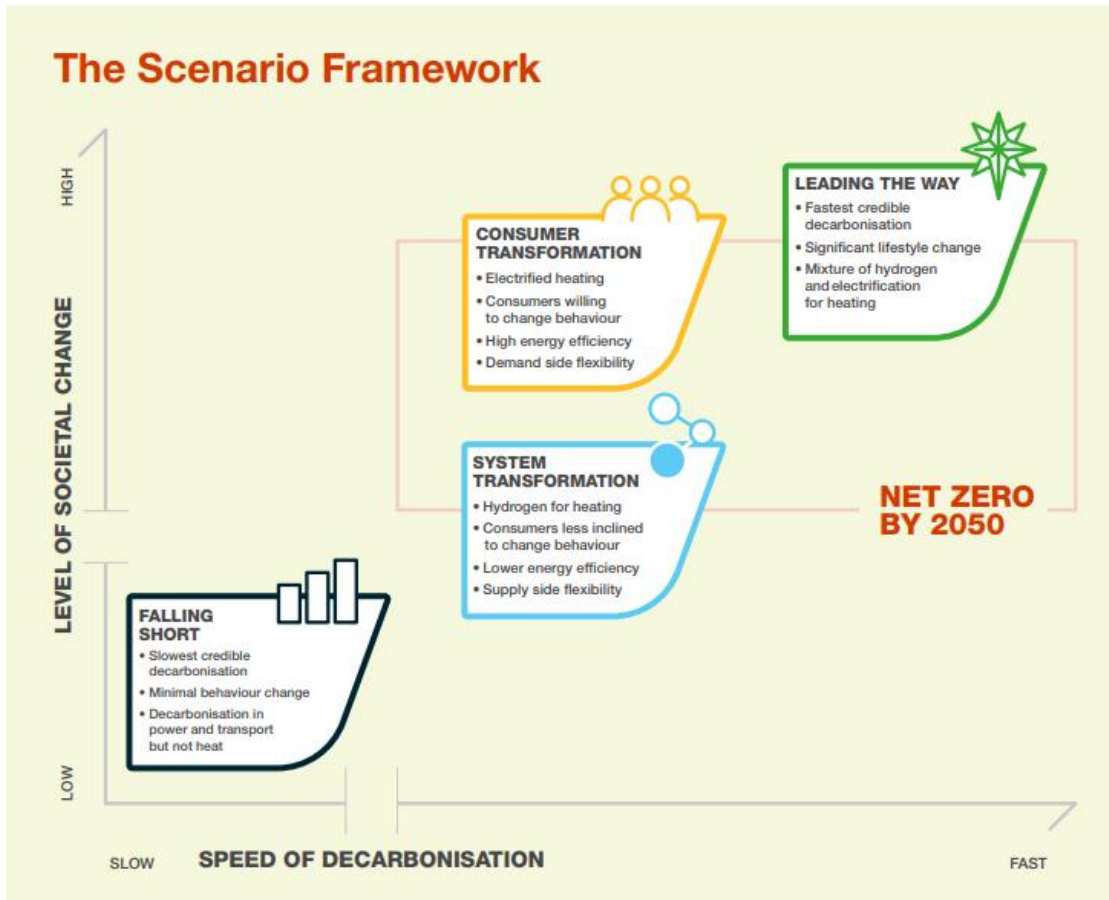 The Scenario Framework
HIGH
LEVEL OF SOCIETAL CHANGE
LOW
CONSUMER
TRANSFORMATION
• Electrified heating
• Consumers willing
to change behaviour
• High energy efficiency
• Demand side flexibility
LEADING THE WAY
• Fastest credible
decarbonisation
• Significant lifestyle change
• Mixture of hydrogen
and electrification
for heating
SYSTEM
TRANSFORMATION
• Hydrogen for heating
• Consumers less inclined
to change behaviour
• Lower energy efficiency
• Supply side flexibility
NET ZERO
BY 2050
FALLING
SHORT
• Slowest credible
decarbonisation
• Minimal behaviour change
• Decarbonisation in
power and transport
but not heat
SLOW
SPEED OF DECARBONISATION
FAST